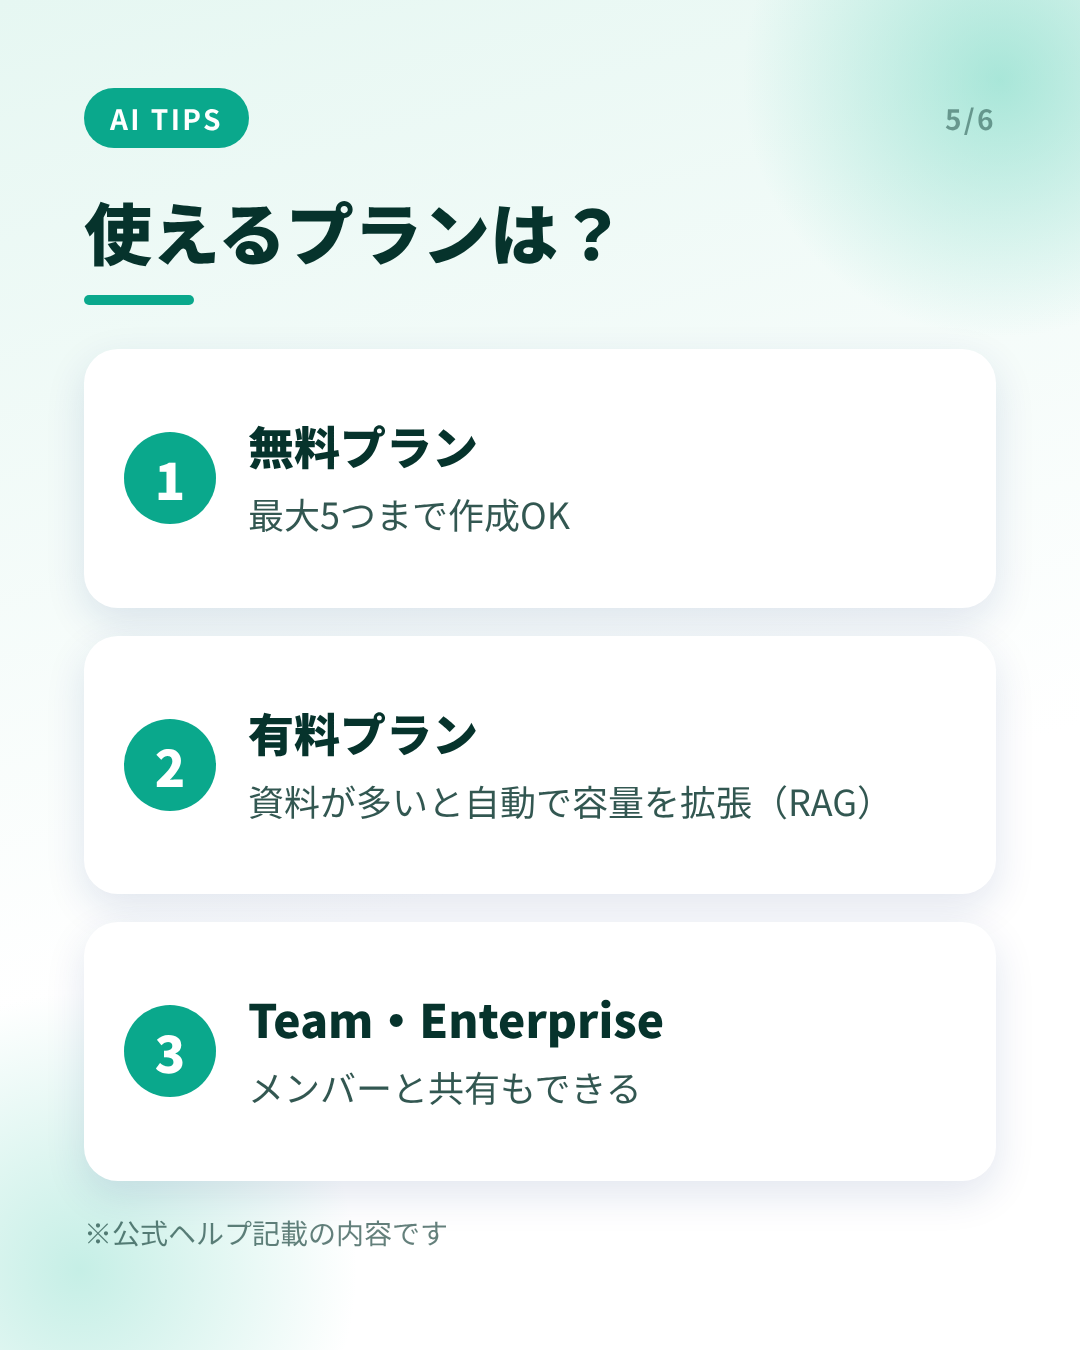 AI TIPS
5/6
使えるプランは？
1
無料プラン
最大5つまで作成OK
2
有料プラン
資料が多いと自動で容量を拡張（RAG）
3
Team・Enterprise
メンバーと共有もできる
※公式ヘルプ記載の内容です